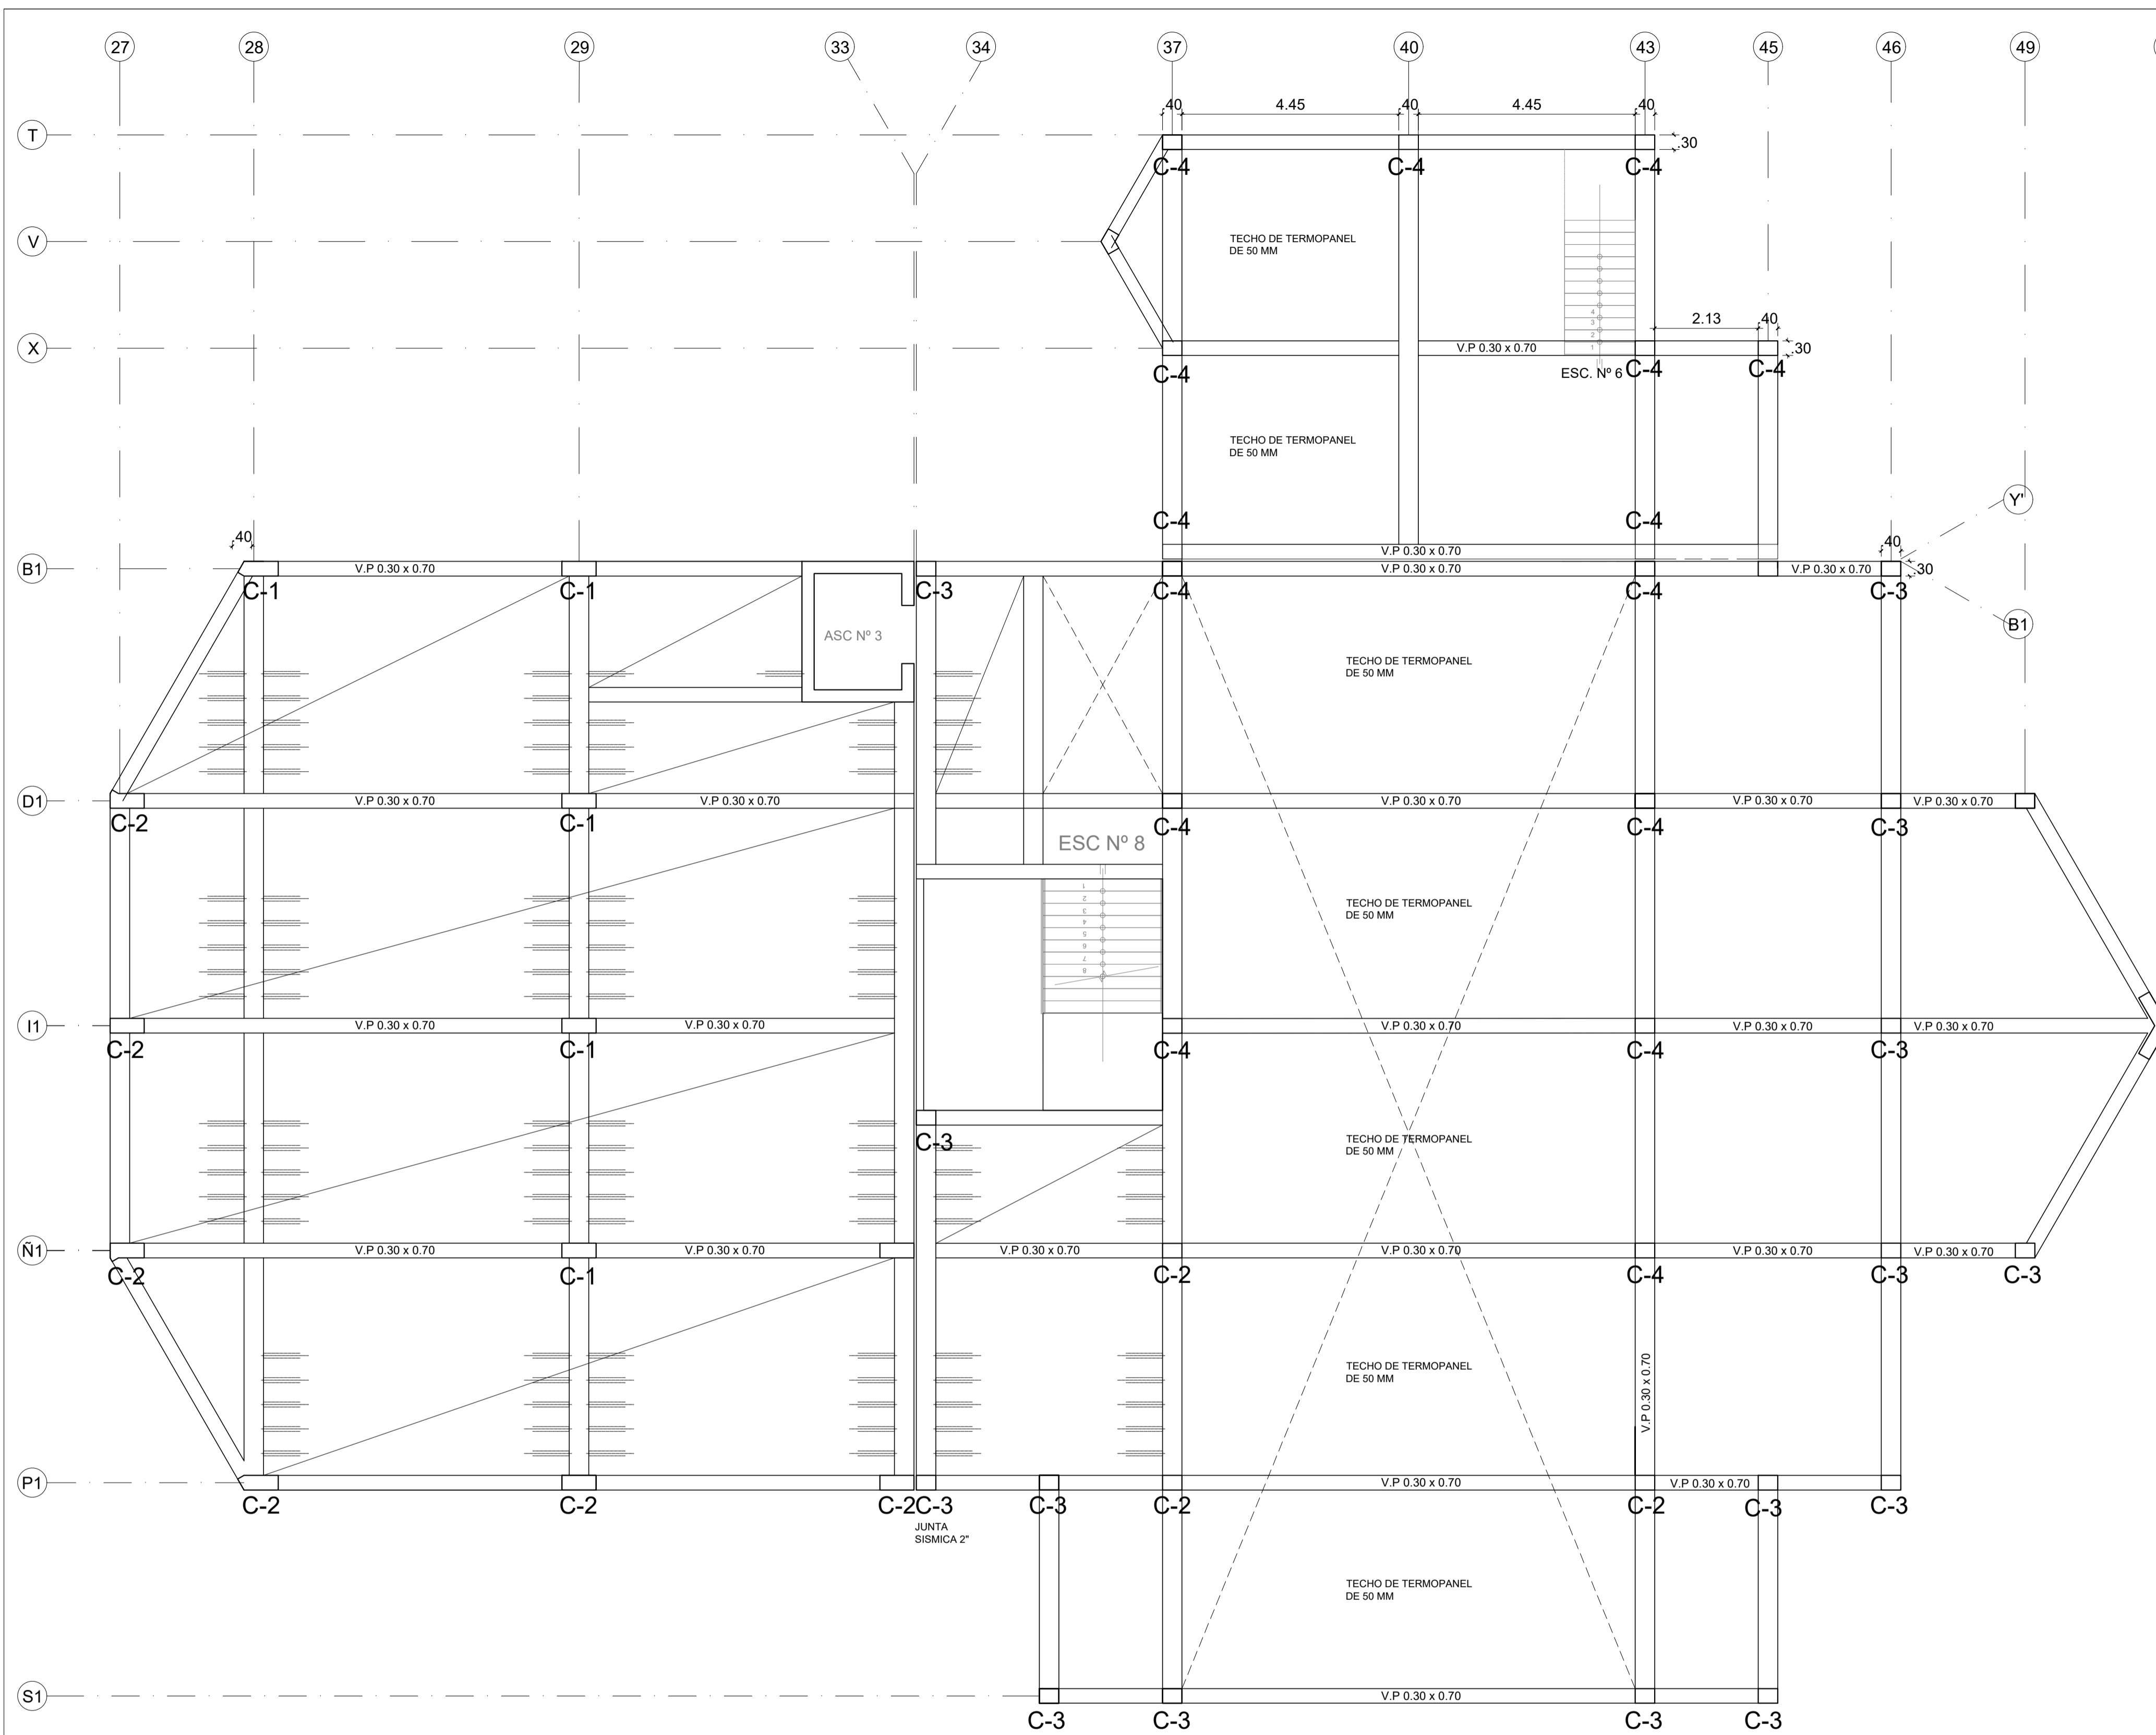 27 28 29 33 34 37 40 43 45 46 49
.40 4.45 .40 4.45 .40
T
.30
C-4 C-4 C-4
V
TECHO DE TERMOPANEL
DE 50 MM
4
3
2
1
2.13 .40
X
V.P 0.30 x 0.70
.30
C-4 ESC. Nº 6 C-4 C-4
TECHO DE TERMOPANEL
DE 50 MM
Y'
C-4 C-4
.40
V.P 0.30 x 0.70
.40
B1
V.P 0.30 x 0.70 V.P 0.30 x 0.70 V.P 0.30 x 0.70 .30
C-1 C-1 C-3 C-4 C-4 C-3
B1
ASC Nº 3
TECHO DE TERMOPANEL
DE 50 MM
D1
V.P 0.30 x 0.70 V.P 0.30 x 0.70 V.P 0.30 x 0.70 V.P 0.30 x 0.70 V.P 0.30 x 0.70
C-2 C-1 C-4 C-4 C-3
ESC Nº 8
1
2
3
4
5
6
7
8
TECHO DE TERMOPANEL
DE 50 MM
I1
V.P 0.30 x 0.70 V.P 0.30 x 0.70 V.P 0.30 x 0.70 V.P 0.30 x 0.70 V.P 0.30 x 0.70
C-2 C-1 C-4 C-4 C-3
C-3
TECHO DE TERMOPANEL
DE 50 MM
Ñ1
V.P 0.30 x 0.70 V.P 0.30 x 0.70 V.P 0.30 x 0.70 V.P 0.30 x 0.70 V.P 0.30 x 0.70 V.P 0.30 x 0.70
C-2 C-1 C-2 C-4 C-3 C-3
TECHO DE TERMOPANEL
DE 50 MM
V.P 0.30 x 0.70
P1
V.P 0.30 x 0.70 V.P 0.30 x 0.70
C-2 C-2 C-2 C-3 C-3 C-2 C-2 C-3 C-3
JUNTA
SISMICA 2"
TECHO DE TERMOPANEL
DE 50 MM
S1
V.P 0.30 x 0.70
C-3 C-3 C-3 C-3